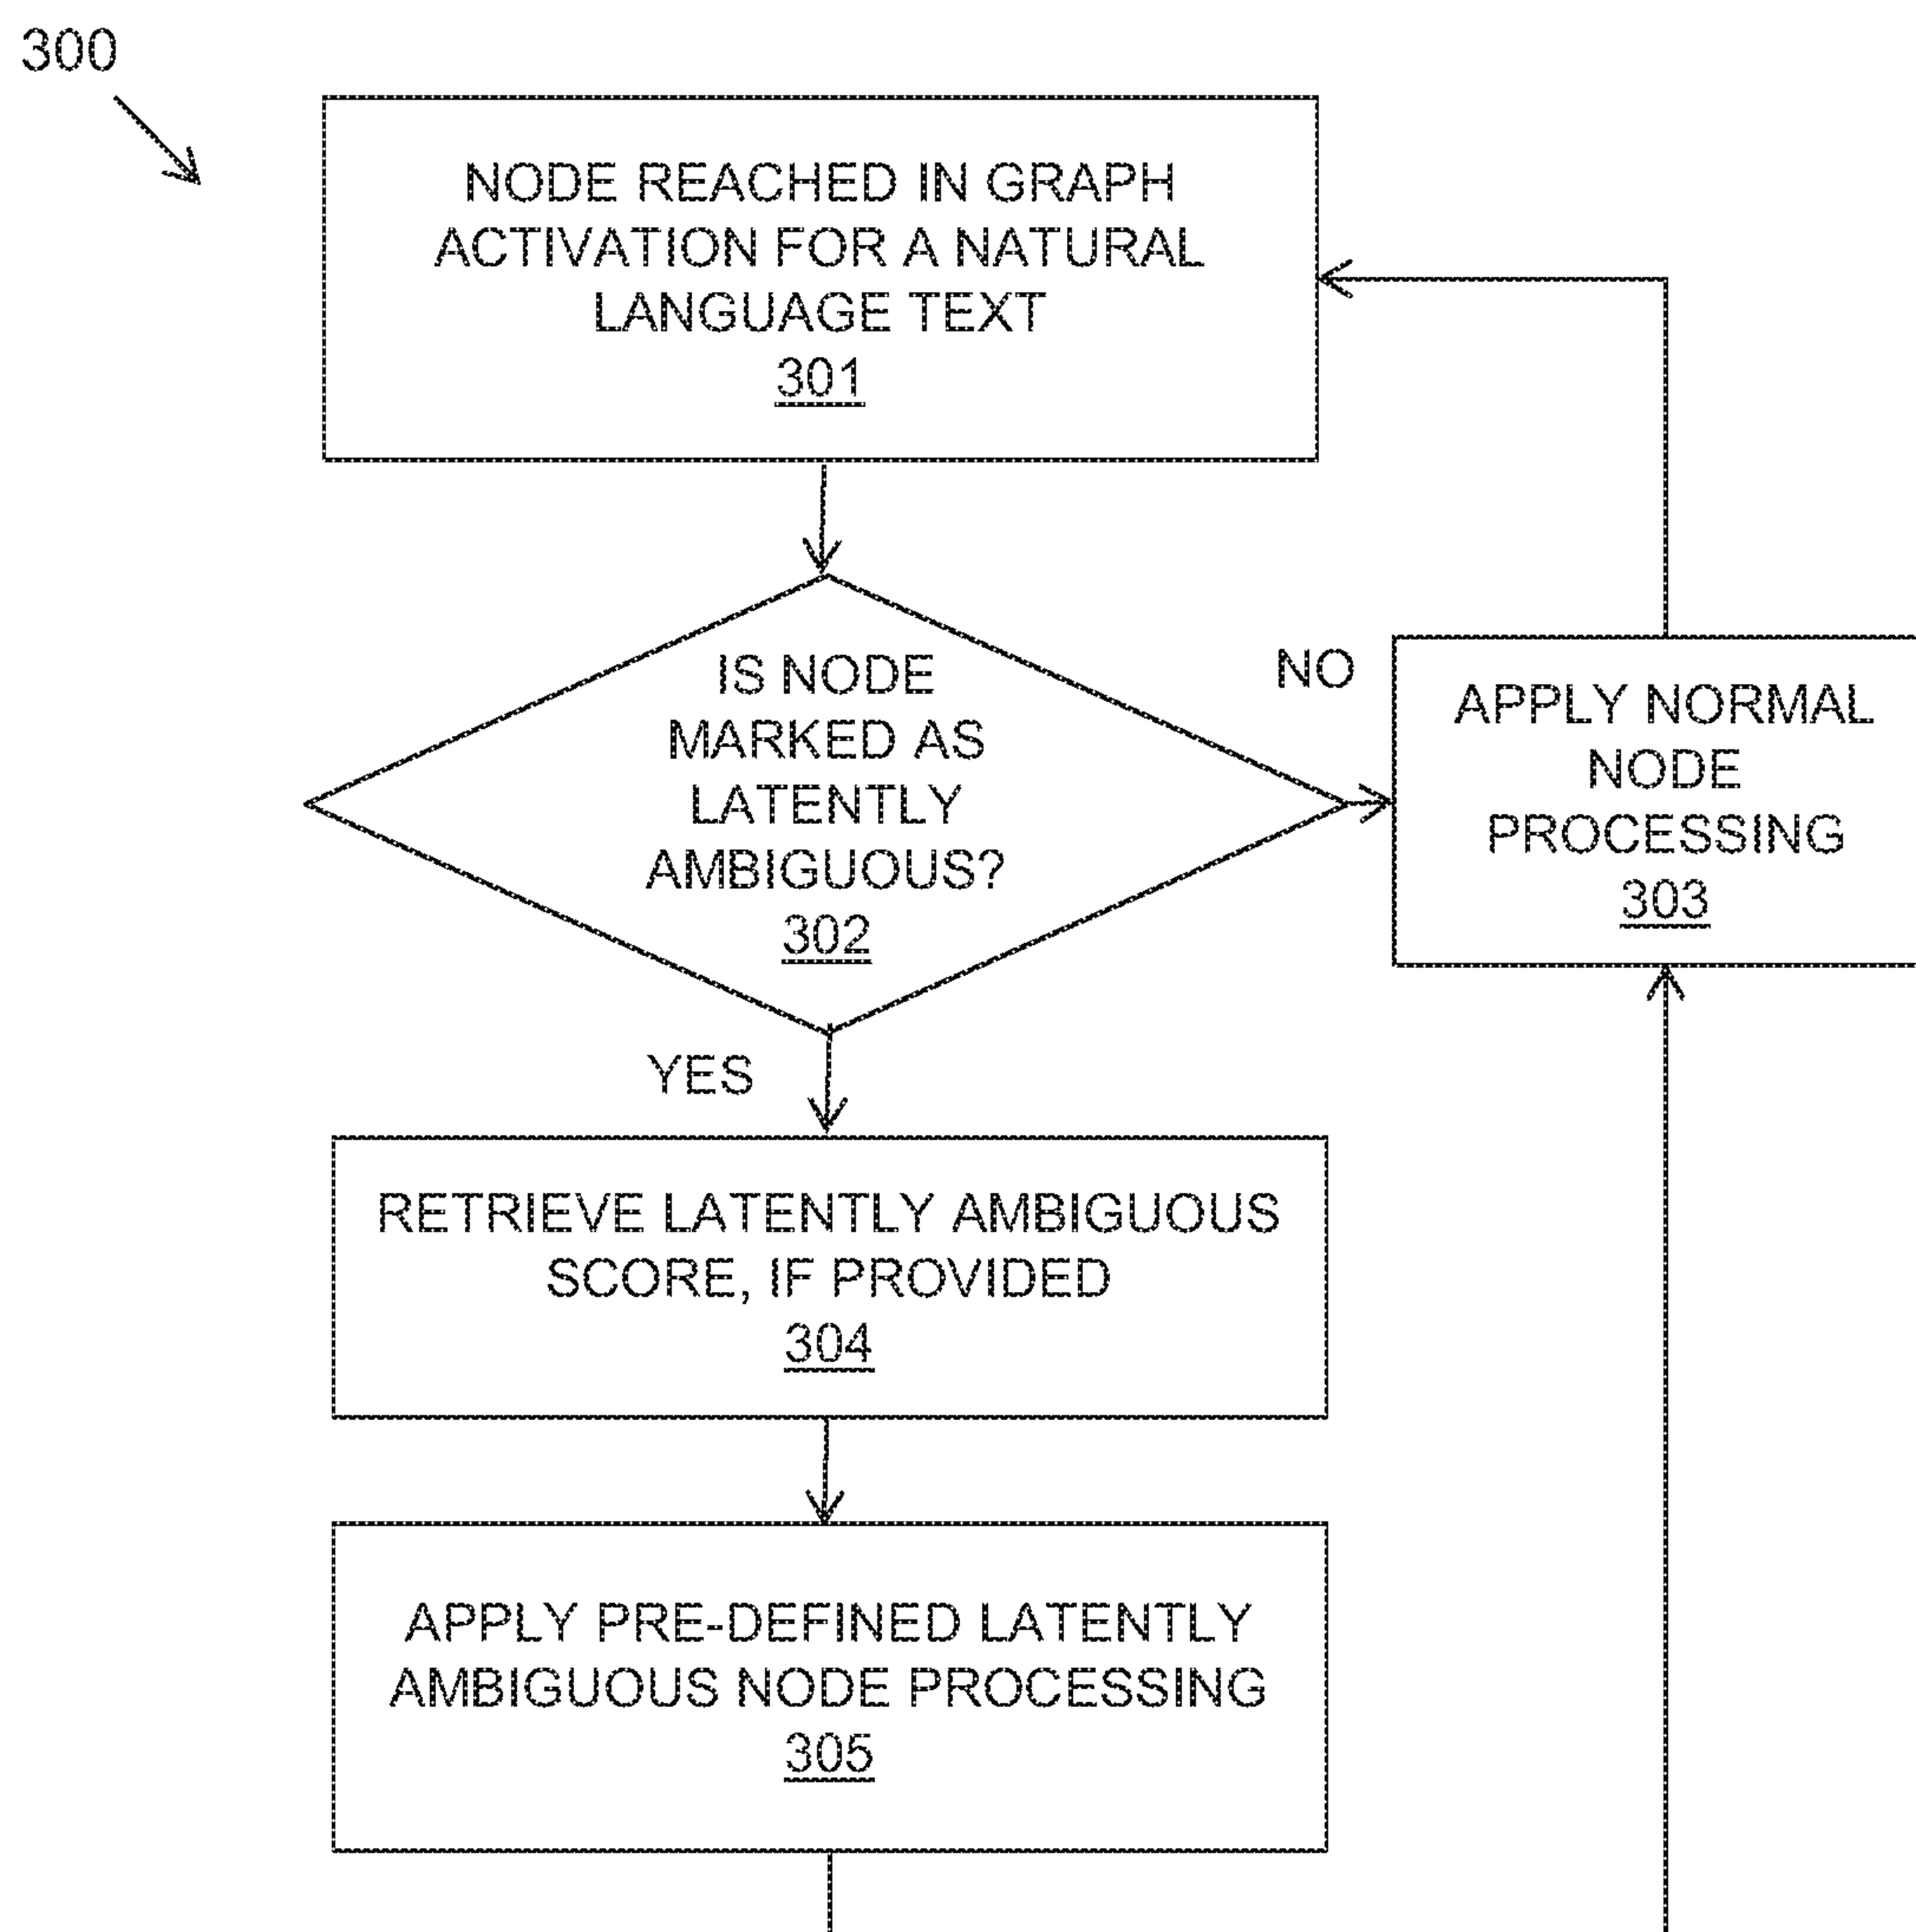 300
NODE REACHED IN GRAPH
ACTIVATION FOR A NATURAL
LANGUAGE TEXT
301
IS NODE
MARKED AS
LATENTLY
AMBIGUOUS?
302
NO
APPLY NORMAL
NODE
PROCESSING
303
YES
RETRIEVE LATENTLY AMBIGUOUS
SCORE, IF PROVIDED
304
APPLY PRE-DEFINED LATENTLY
AMBIGUOUS NODE PROCESSING
305